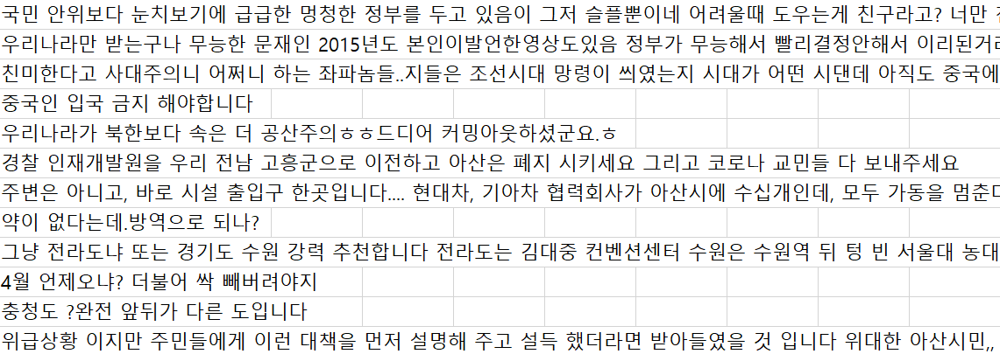 국민 안위보다 눈치보기에 급급한 멍청한 정부를 두고 있음이 그저 슬플뿐이네 어려울때 도우는게 친구라고? 너만
우리나라만 받는구나 무능한 문재인 2015년도 본인이발언한영상도있음 정부가 무능해서 빨리결정안해서 이리된거
친미한다고 사대주의니 어쩌니 하는 좌파놈들..지들은 조선시대 망령이 씌였는지 시대가 어떤 시댄데 아직도 중국에
중국인 입국 금지 해야합니다
우리나라가 북한보다 속은 더 공산주의ㅎㅎ드디어 커밍아웃하셨군요.ㅎ
경찰 인재개발원을 우리 전남 고흥군으로 이전하고 아산은 폐지 시키세요 그리고 코로나 교민들 다 보내주세요
주변은 아니고, 바로 시설 출입구 한곳입니다.... 현대차, 기아차 협력회사가 아산시에 수십개인데, 모두 가동을 멈춘다
약이 없다는데.방역으로 되나?
그냥 전라도냐 또는 경기도 수원 강력 추천합니다 전라도는 김대중 컨벤션센터 수원은 수원역 뒤 텅 빈 서울대 농대
4월 언제오냐? 더불어 싹 빼버려야지
충청도 ?완전 앞뒤가 다른 도입니다
위급상황 이지만 주민들에게 이런 대책을 먼저 설명해 주고 설득 했더라면 받아들였을 것 입니다 위대한 아산시민,,